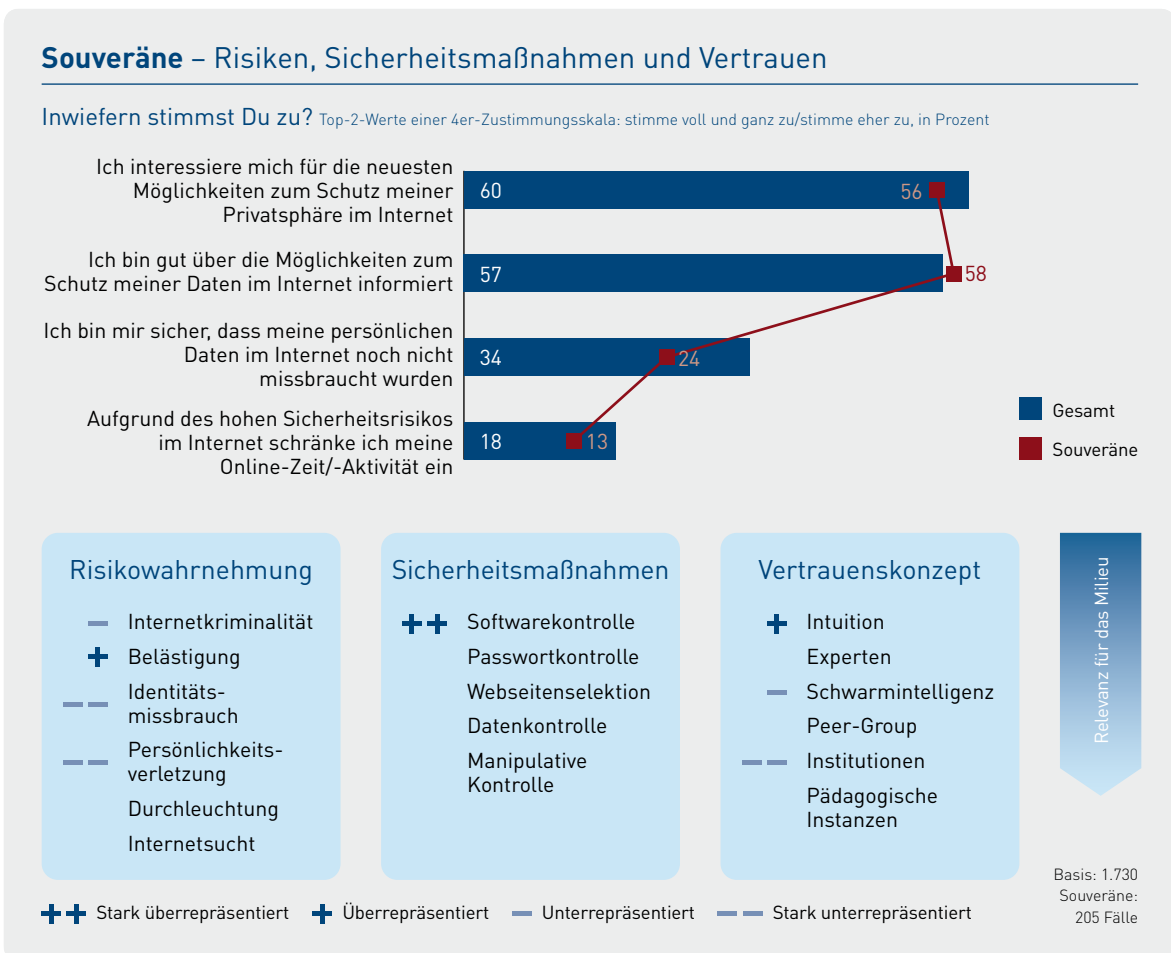 Souveräne – Risiken, Sicherheitsmaßnahmen und Vertrauen
Inwiefern stimmst Du zu? Top-2-Werte einer 4er-Zustimmungsskala: stimme voll und ganz zu/stimme eher zu, in Prozent
Ich interessiere mich für die neuesten
Möglichkeiten zum Schutz meiner
Privatsphäre im Internet
60
56
Ich bin gut über die Möglichkeiten zum
Schutz meiner Daten im Internet informiert
57
58
Ich bin mir sicher, dass meine persönlichen
Daten im Internet noch nicht
missbraucht wurden
34
24
Aufgrund des hohen Sicherheitsrisikos
im Internet schränke ich meine
Online-Zeit/-Aktivität ein
18
13
Gesamt
Souveräne
Risikowahrnehmung
Internetkriminalität
Belästigung
Identitäts-
missbrauch
Persönlichkeits-
verletzung
Durchleuchtung
Internetsucht
Sicherheitsmaßnahmen
Softwarekontrolle
Passwortkontrolle
Webseitenselektion
Datenkontrolle
Manipulative
Kontrolle
Vertrauenskonzept
Intuition
Experten
Schwarmintelligenz
Peer-Group
Institutionen
Pädagogische
Instanzen
Relevanz für das Milieu
Stark überrepräsentiert
Überrepräsentiert
Unterrepräsentiert
Stark unterrepräsentiert
Basis: 1.730
Souveräne:
205 Fälle